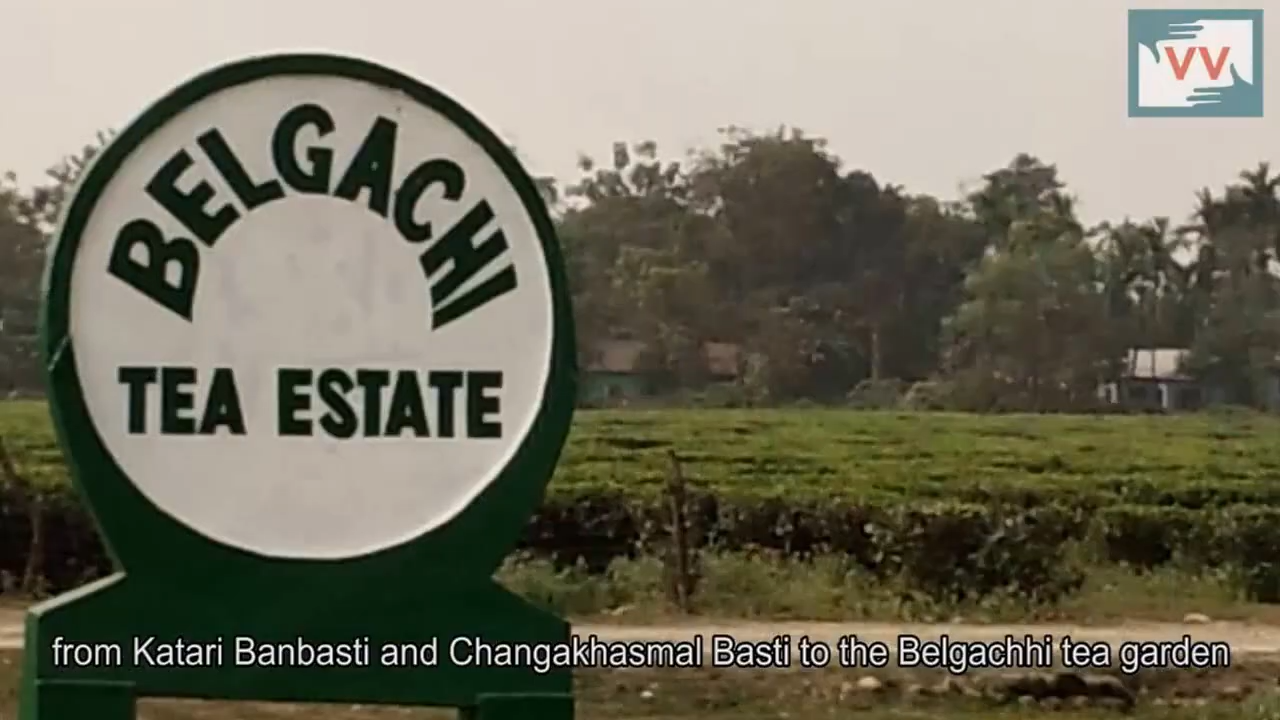 VV
BELGACHI
TEA ESTATE
from Katari Banbasti and Changakhasmal Basti to the Belgachhi tea garden